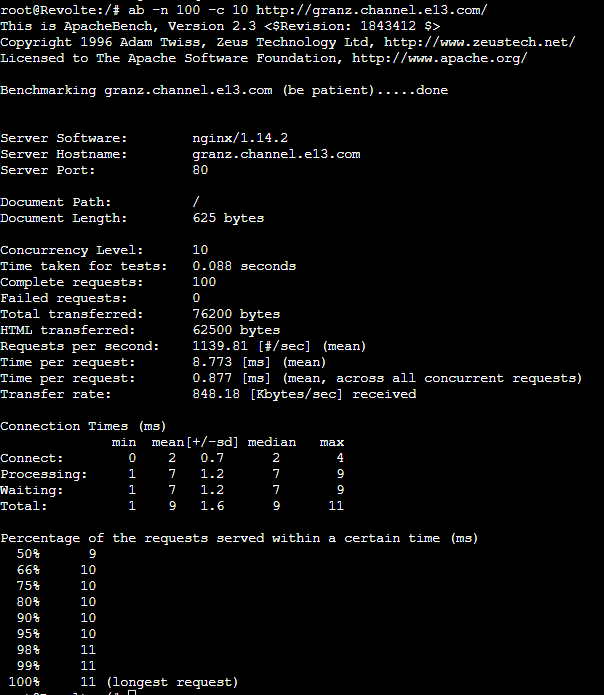 root@Revolte:/# ab -n 100 -c 10 http://granz.channel.e13.com/
This is ApacheBench, Version 2.3 <$Revision: 1843412 $>
Copyright 1996 Adam Twiss, Zeus Technology Ltd, http://www.zeustech.net/
Licensed to The Apache Software Foundation, http://www.apache.org/
Benchmarking granz.channel.e13.com (be patient).....done
Server Software: nginx/1.14.2
Server Hostname: granz.channel.e13.com
Server Port: 80
Document Path: /
Document Length: 625 bytes
Concurrency Level: 10
Time taken for tests: 0.088 seconds
Complete requests: 100
Failed requests: 0
Total transferred: 76200 bytes
HTML transferred: 62500 bytes
Requests per second: 1139.81 [#/sec] (mean)
Time per request: 8.773 [ms] (mean)
Time per request: 0.877 [ms] (mean, across all concurrent requests)
Transfer rate: 848.18 [Kbytes/sec] received
Connection Times (ms)
min mean[+/-sd] median max
Connect: 0 2 0.7 2 4
Processing: 1 7 1.2 7 9
Waiting: 1 7 1.2 7 9
Total: 1 9 1.6 9 11
Percentage of the requests served within a certain time (ms)
50% 9
66% 10
75% 10
80% 10
90% 10
95% 10
98% 11
99% 11
100% 11 (longest request)